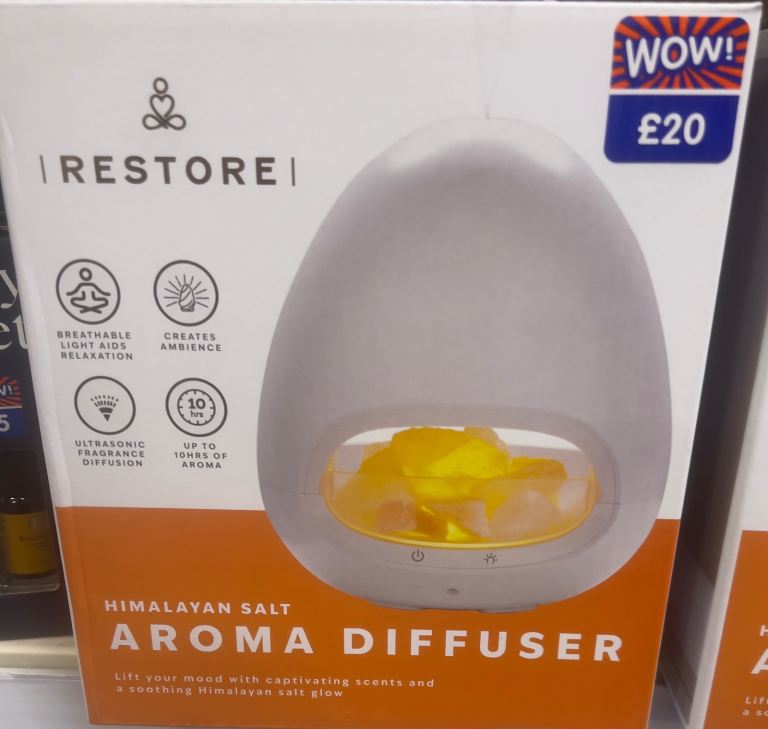 WOW!
£20
RESTORE
BREATHABLE
LIGHT AIDS
RELAXATION
CREATES
AMBIENCE
10
hrs
ULTRASONIC
FRAGRANCE
DIFFUSION
UP TO
10HRS OF
AROMA
HIMALAYAN SALT
AROMA DIFFUSER
Lift your mood with captivating scents and
a soothing Himalayan salt glow